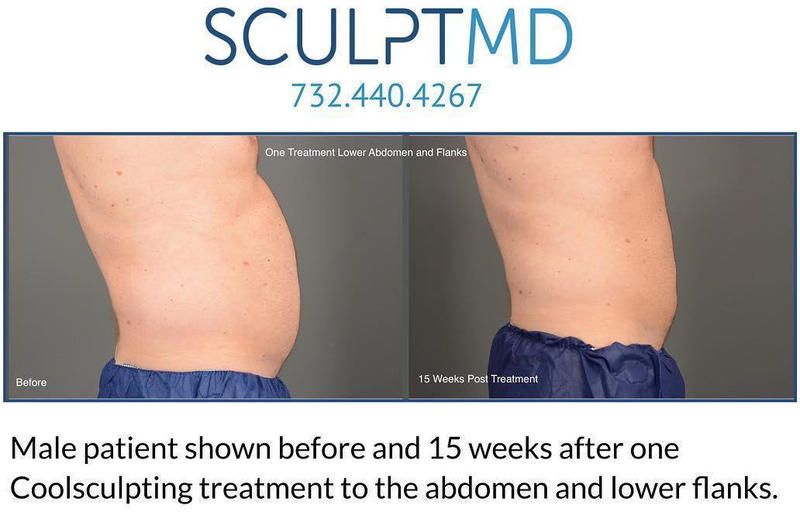 SCULPTMD
732.440.4267
One Treatment Lower Abdomen and Flanks
Before
15 Weeks Post Treatment
Male patient shown before and 15 weeks after one
Coolsculpting treatment to the abdomen and lower flanks.